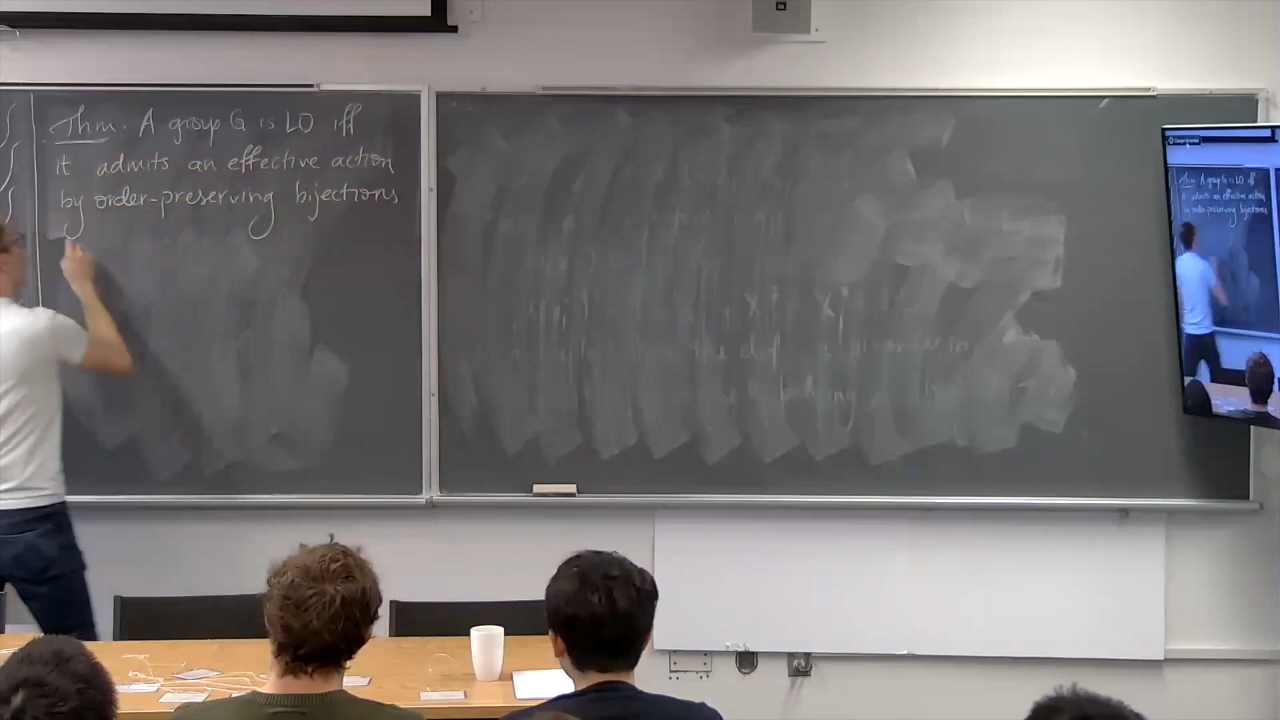 Thm. A group G is LO iff
it admits an effective action
by order-preserving bijections